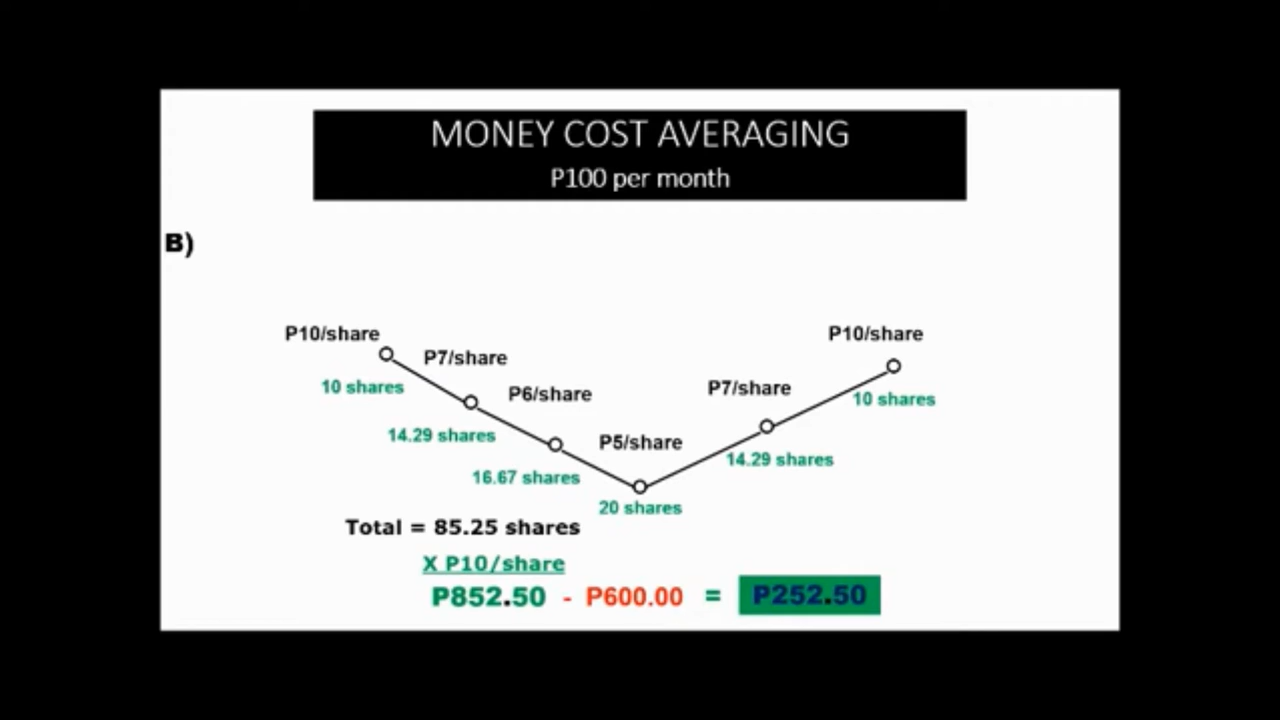 MONEY COST AVERAGING
P100 per month
B)
P10/share
P10/share
P7/share
10 shares
P7/share
P6/share
10 shares
14.29 shares
P5/share
14.29 shares
16.67 shares
20 shares
Total = 85.25 shares
X P10/share
P852.50 - P600.00 = P252.50